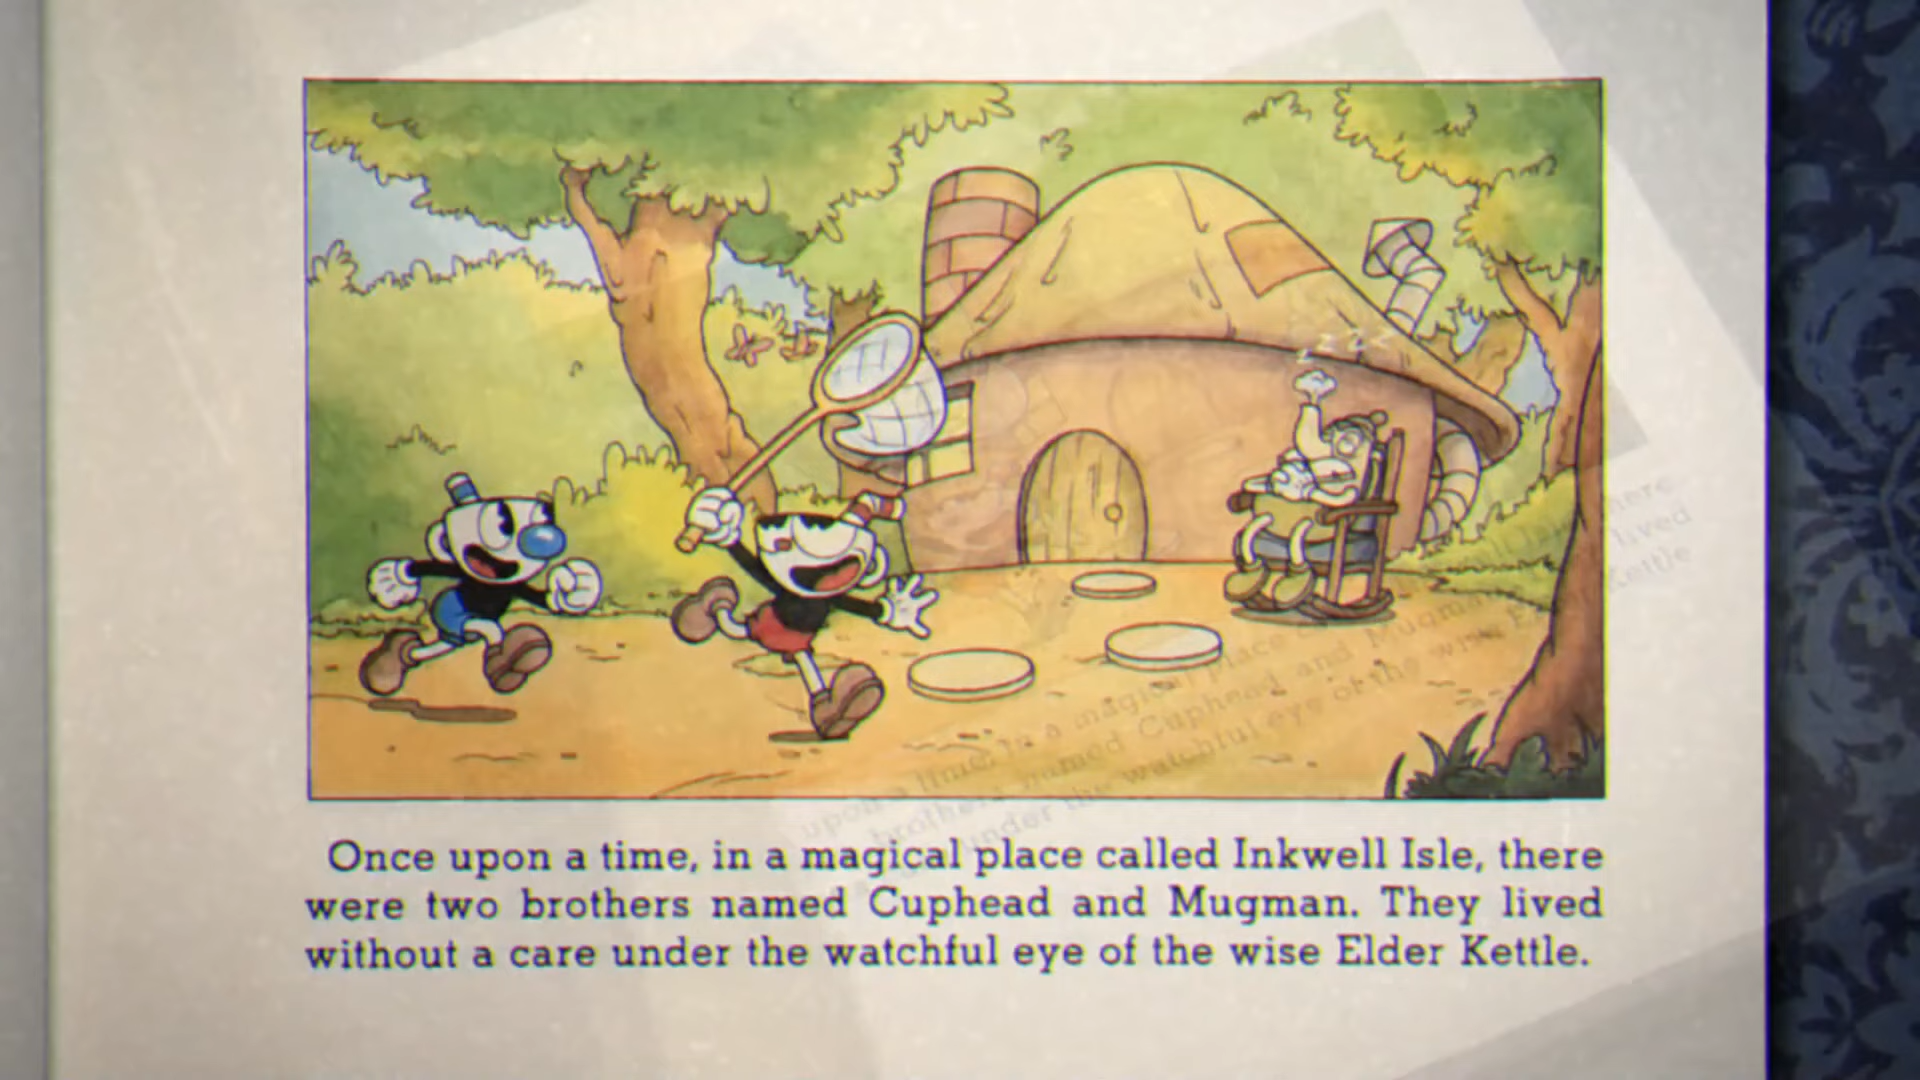 z z z z
Once upon a time, in a magical place called Inkwell Isle, there
were two brothers named Cuphead and Mugman. They lived
without a care under the watchful eye of the wise Elder Kettle.